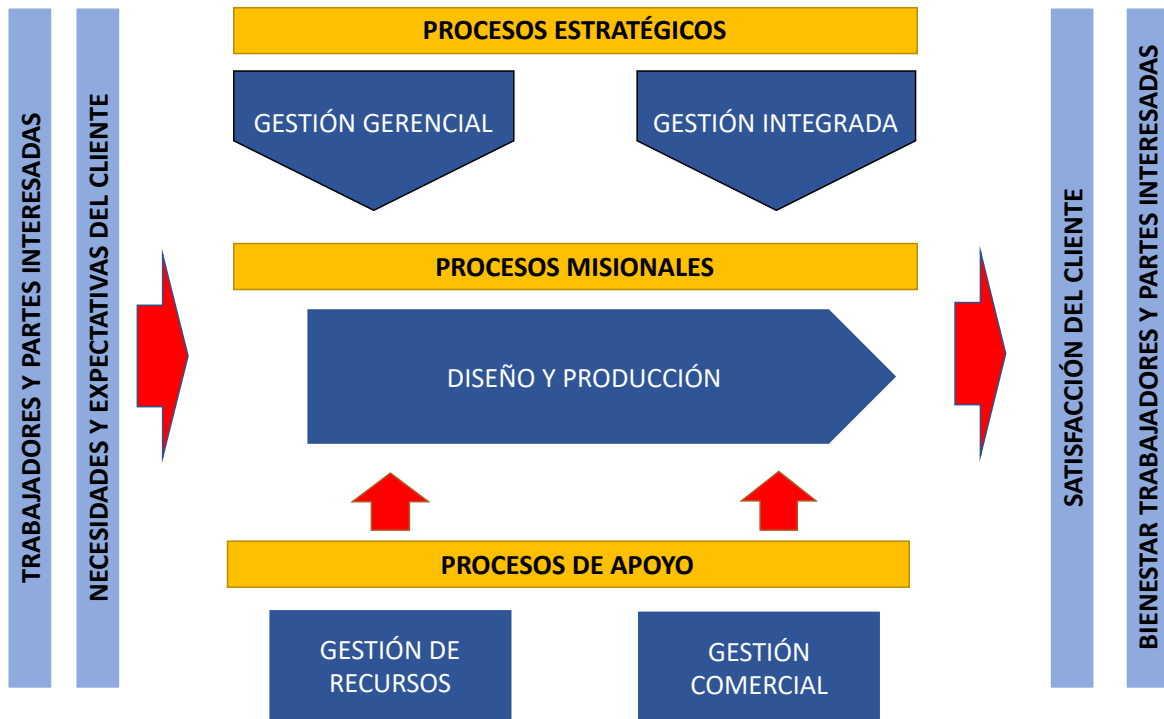 TRABAJADORES Y PARTES INTERESADAS
NECESIDADES Y EXPECTATIVAS DEL CLIENTE
PROCESOS ESTRATÉGICOS
GESTIÓN GERENCIAL
GESTIÓN INTEGRADA
PROCESOS MISIONALES
DISEÑO Y PRODUCCIÓN
PROCESOS DE APOYO
GESTIÓN DE
RECURSOS
GESTIÓN
COMERCIAL
SATISFACCIÓN DEL CLIENTE
BIENESTAR TRABAJADORES Y PARTES INTERESADAS